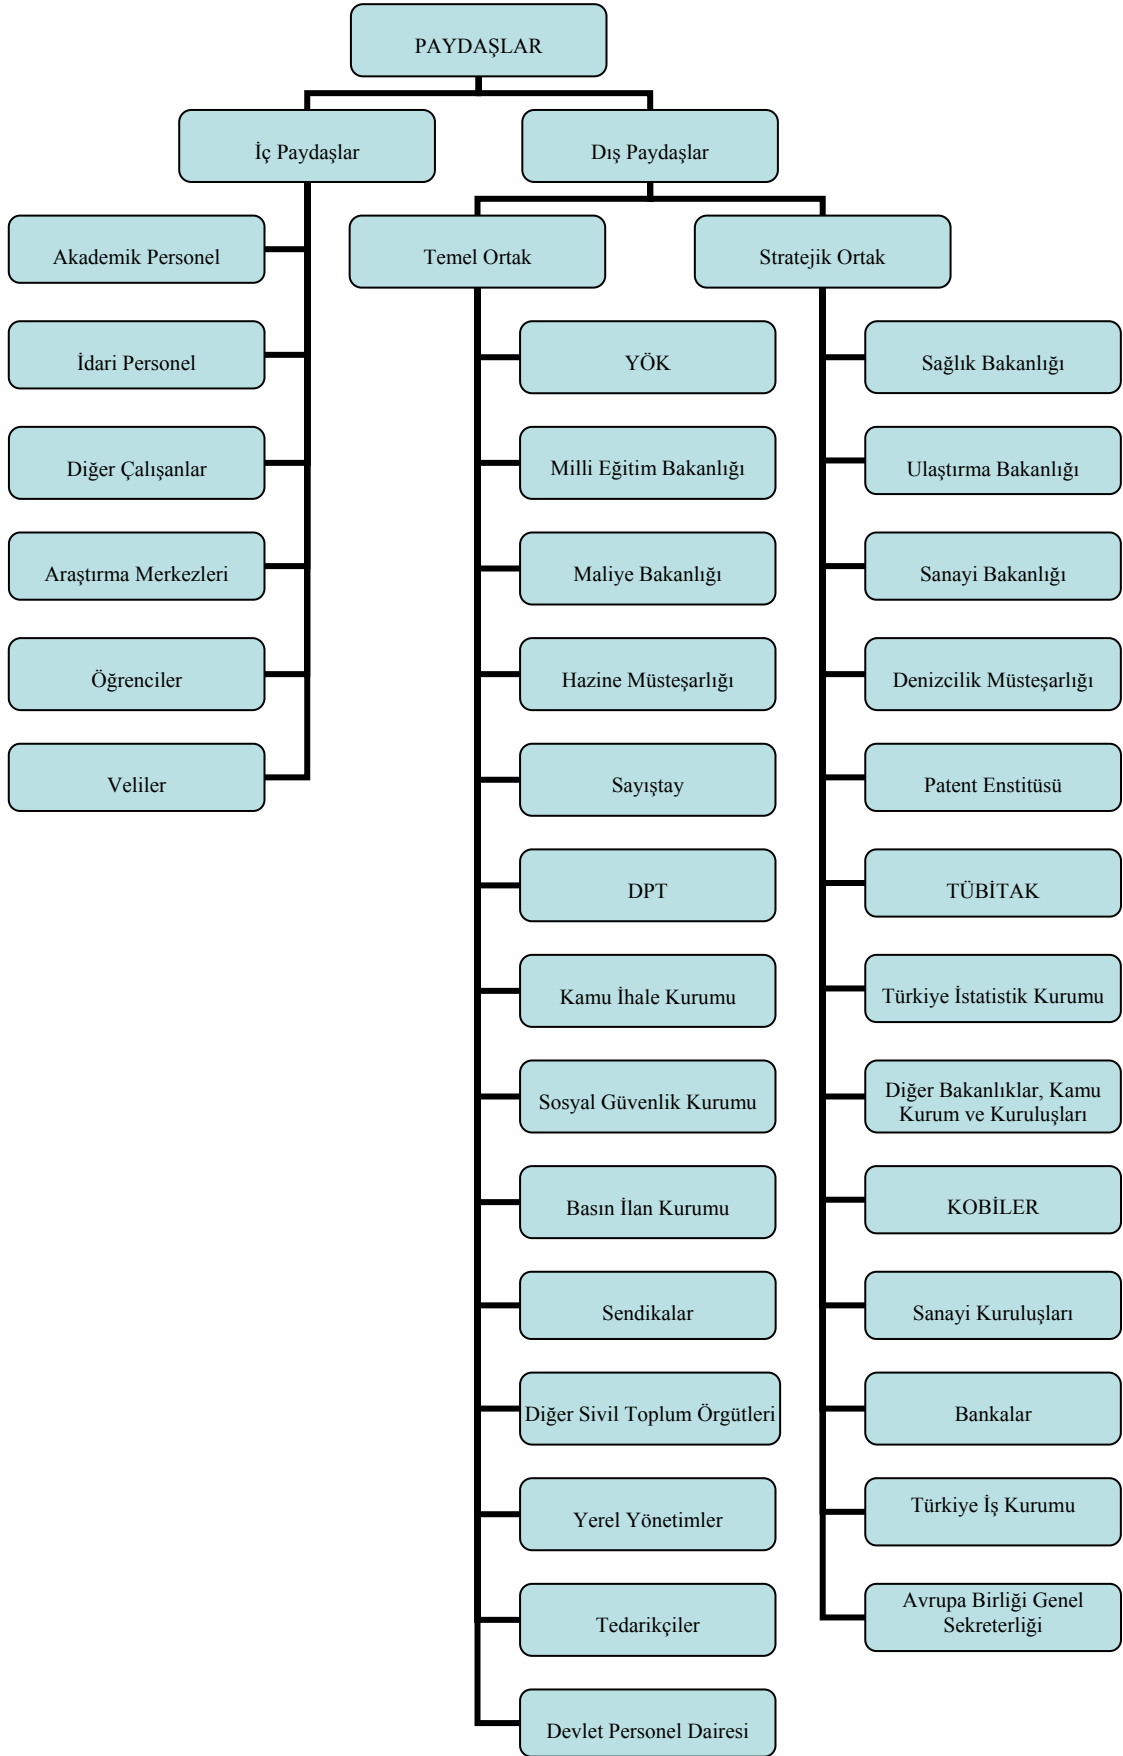 PAYDAŞLAR
İç Paydaşlar
Dış Paydaşlar
Akademik Personel
İdari Personel
Diğer Çalışanlar
Araştırma Merkezleri
Öğrenciler
Veliler
Temel Ortak
YÖK
Milli Eğitim Bakanlığı
Maliye Bakanlığı
Hazine Müsteşarlığı
Sayıştay
DPT
Kamu İhale Kurumu
Sosyal Güvenlik Kurumu
Basın İlan Kurumu
Sendikalar
Diğer Sivil Toplum Örgütleri
Yerel Yönetimler
Tedarikçiler
Devlet Personel Dairesi
Stratejik Ortak
Sağlık Bakanlığı
Ulaştırma Bakanlığı
Sanayi Bakanlığı
Denizcilik Müsteşarlığı
Patent Enstitüsü
TÜBİTAK
Türkiye İstatistik Kurumu
Diğer Bakanlıklar, Kamu
Kurum ve Kuruluşları
KOBİLER
Sanayi Kuruluşları
Bankalar
Türkiye İş Kurumu
Avrupa Birliği Genel
Sekreterliği